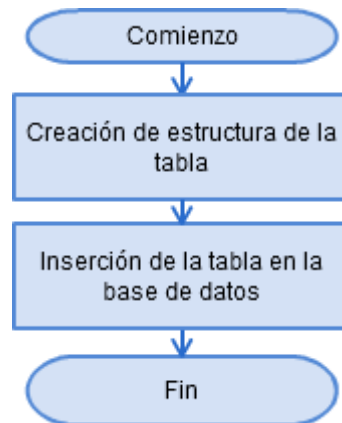 Comienzo
Creación de estructura de la
tabla
Inserción de la tabla en la
base de datos
Fin